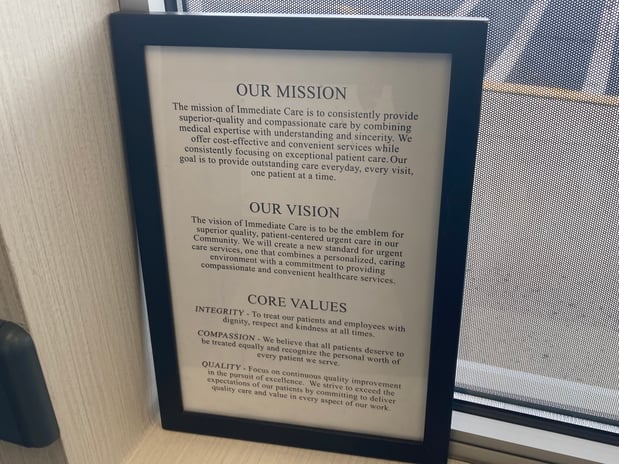 OUR MISSION
The mission of Immediate Care is to consistently provide
superior-quality and compassionate care by combining
medical expertise with understanding and sincerity. We
offer cost-effective and convenient services while
consistently focusing on exceptional patient care. Our
goal is to provide outstanding care everyday, every visit,
one patient at a time.
OUR VISION
The vision of Immediate Care is to be the emblem for
superior quality, patient-centered urgent care in our
Community. We will create a new standard for urgent
care services, one that combines a personalized, caring
environment with a commitment to providing
compassionate and convenient healthcare services.
CORE VALUES
INTEGRITY - To treat our patients and employees with
dignity, respect and kindness at all times.
COMPASSION - We believe that all patients deserve to
be treated equally and recognize the personal worth of
every patient we serve.
QUALITY - Focus on continuous quality improvement
in the pursuit of excellence. We strive to exceed the
expectations of our patients by committing to deliver
quality care and value in every aspect of our work.